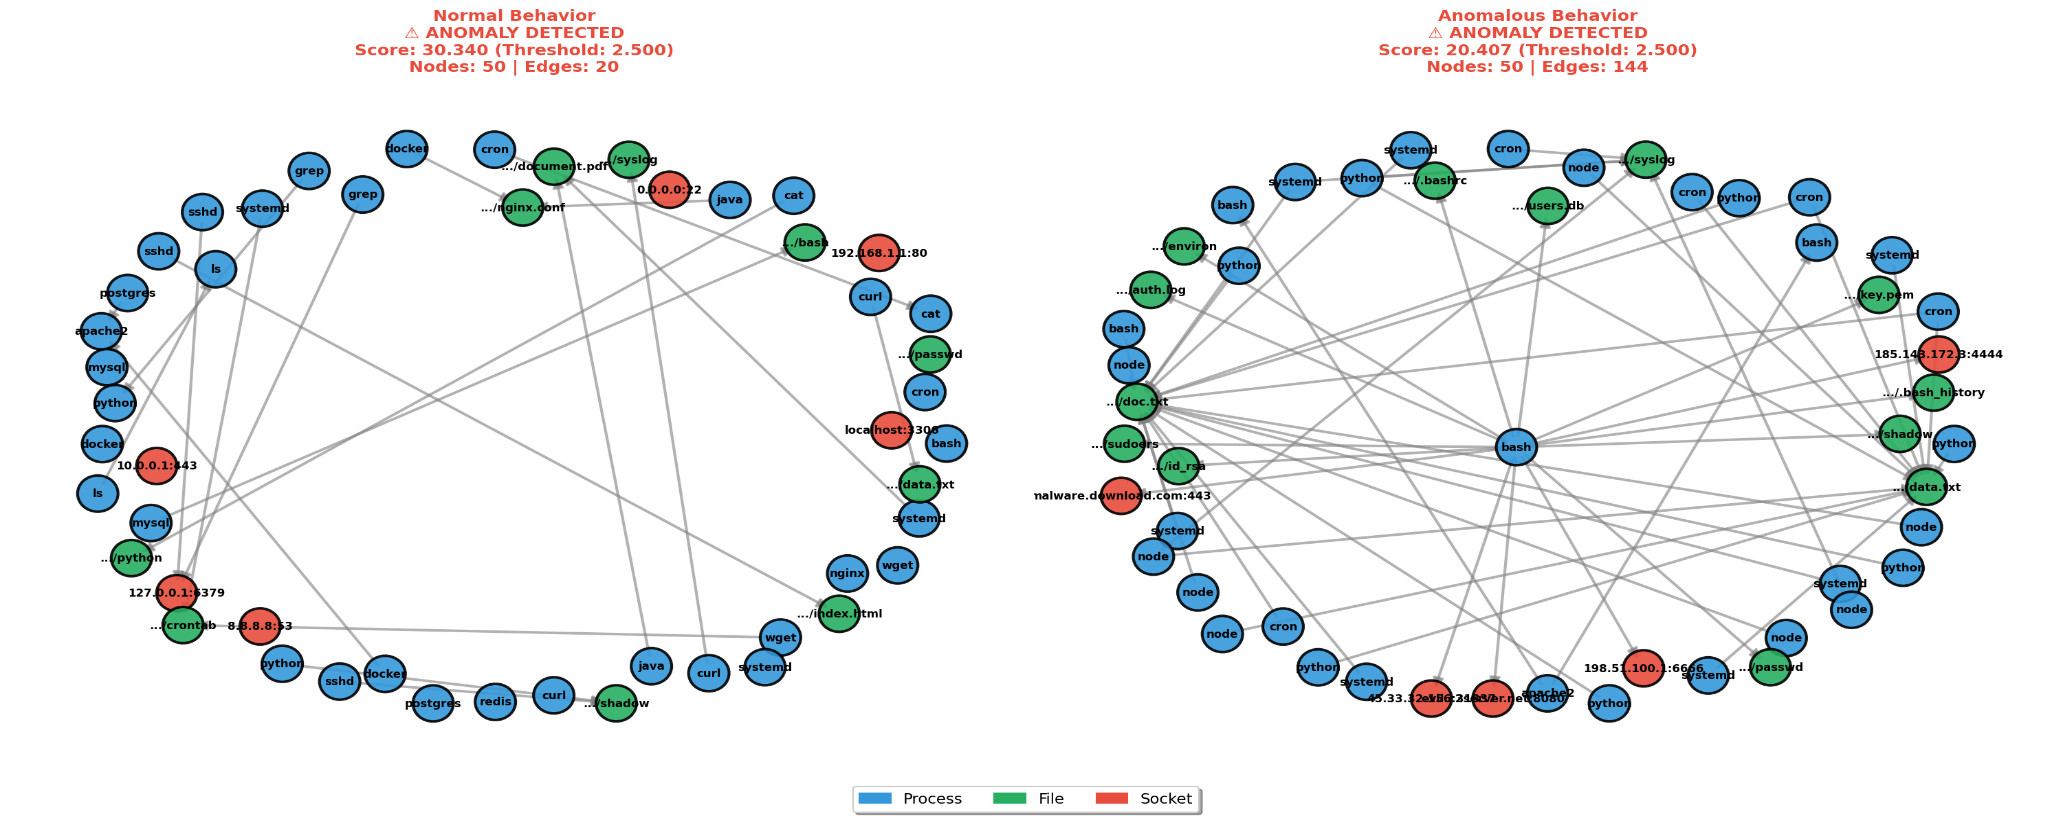 Normal Behavior
⚠ ANOMALY DETECTED
Score: 30.340 (Threshold: 2.500)
Nodes: 50 | Edges: 20
docker
cron
.../document.pdf
.../syslog
grep
grep
0.0.0.0:22
java
cat
sshd
systemd
.../nginx.conf
.../bash
192.168.1.1:80
sshd
ls
postgres
curl
cat
apache2
.../passwd
mysql
python
cron
docker
localhost:3306
bash
10.0.0.1:443
ls
.../data.txt
mysql
systemd
.../python
nginx
wget
127.0.0.1:6379
.../index.html
.../crontab
8.8.8.8:53
wget
python
sshd
docker
java
curl
systemd
postgres
redis
curl
.../shadow
Anomalous Behavior
⚠ ANOMALY DETECTED
Score: 20.407 (Threshold: 2.500)
Nodes: 50 | Edges: 144
systemd
cron
node
.../syslog
systemd
python
.../.bashrc
cron
python
cron
bash
.../users.db
bash
.../environ
python
systemd
.../auth.log
.../key.pem
bash
cron
node
185.143.172.3:4444
.../doc.txt
.../.bash_history
.../sudoers
bash
.../shadow
python
.../id_rsa
malware.download.com:443
.../data.txt
systemd
node
node
python
node
systemd
node
node
cron
node
python
systemd
198.51.100.1:6666
systemd
.../passwd
apache2
python
Process
File
Socket